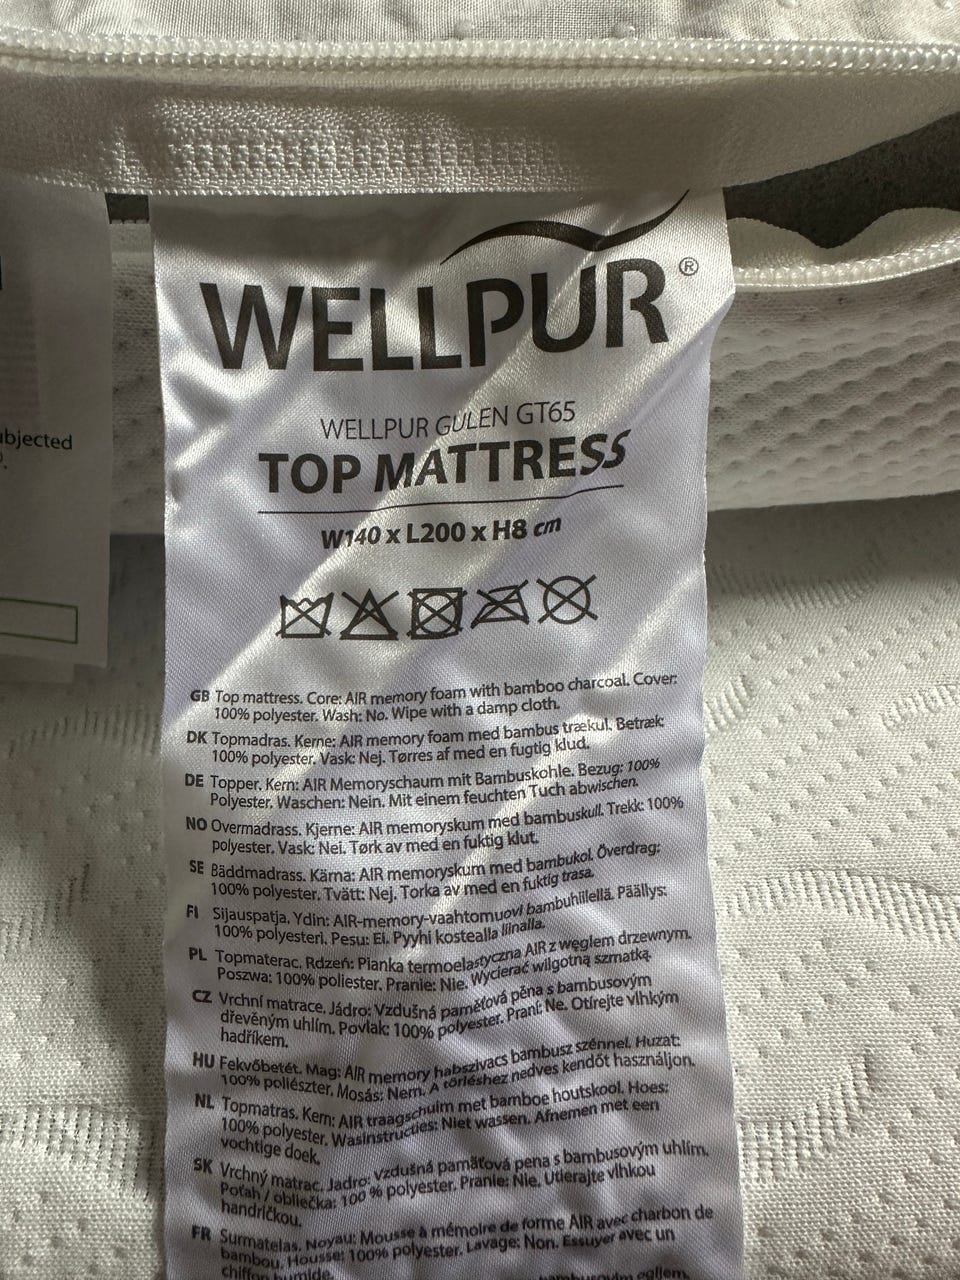 WELLPUR®
WELLPUR GULEN GT65
TOP MATTRESS
W140 x L200 x H8 cm
ubjected
GB Top mattress. Core: AIR memory foam with bamboo charcoal. Cover:
100% polyester. Wash: No. Wipe with a damp cloth.
DK Topmadras. Kerne: AIR memory foam med bambus trækul. Betræk:
100% polyester. Vask: Nej. Tørres af med en fugtig klud.
DE Topper. Kern: AIR Memoryschaum mit Bambuskohle. Bezug: 100%
Polyester. Waschen: Nein. Mit einem feuchten Tuch abwischen.
NO Overmadrass. Kjerne: AIR memoryskum med bambuskull. Trekk: 100%
polyester. Vask: Nei. Tørk av med en fuktig klut.
SE Bäddmadrass. Kärna: AIR memoryskum med bambukol. Överdrag:
100% polyester. Tvätt: Nej. Torka av med en fuktig trasa.
FI Sijauspatja. Ydin: AIR-memory-vaahtomuovi bambuhiilellä. Päällys:
100% polyesteri. Pesu: Ei. Pyyhi kostealla liinalla.
PL Topmaterac. Rdzeń: Pianka termoelastyczna AIR z węglem drzewnym.
Poszwa: 100% poliester. Pranie: Nie. Wycierać wilgotną szmatką.
CZ Vrchní matrace. Jádro: Vzdušná paměťová pěna s bambusovým
dřevěným uhlím. Povlak: 100% polyester. Praní: Ne. Otírejte vlhkým
hadříkem.
HU Fekvőbetét. Mag: AIR memory habszivacs bambusz szénnel. Huzat:
100% poliészter. Mosás: Nem. A törléshez nedves kendőt használjon.
NL Topmatras. Kern: AIR traagschuim met bamboe houtskool. Hoes:
100% polyester. Wasinstructies: Niet wassen. Afnemen met een
vochtige doek.
SK Vrchný matrac. Jadro: Vzdušná pamäťová pena s bambusovým uhlím.
Poťah / obliečka: 100 % polyester. Pranie: Nie. Utierajte vlhkou
handričkou.
FR Surmatelas. Noyau: Mousse à mémoire de forme AIR avec charbon de
bambou. Housse: 100% polyester. Lavage: Non. Essuyer avec un
chiffon humide.